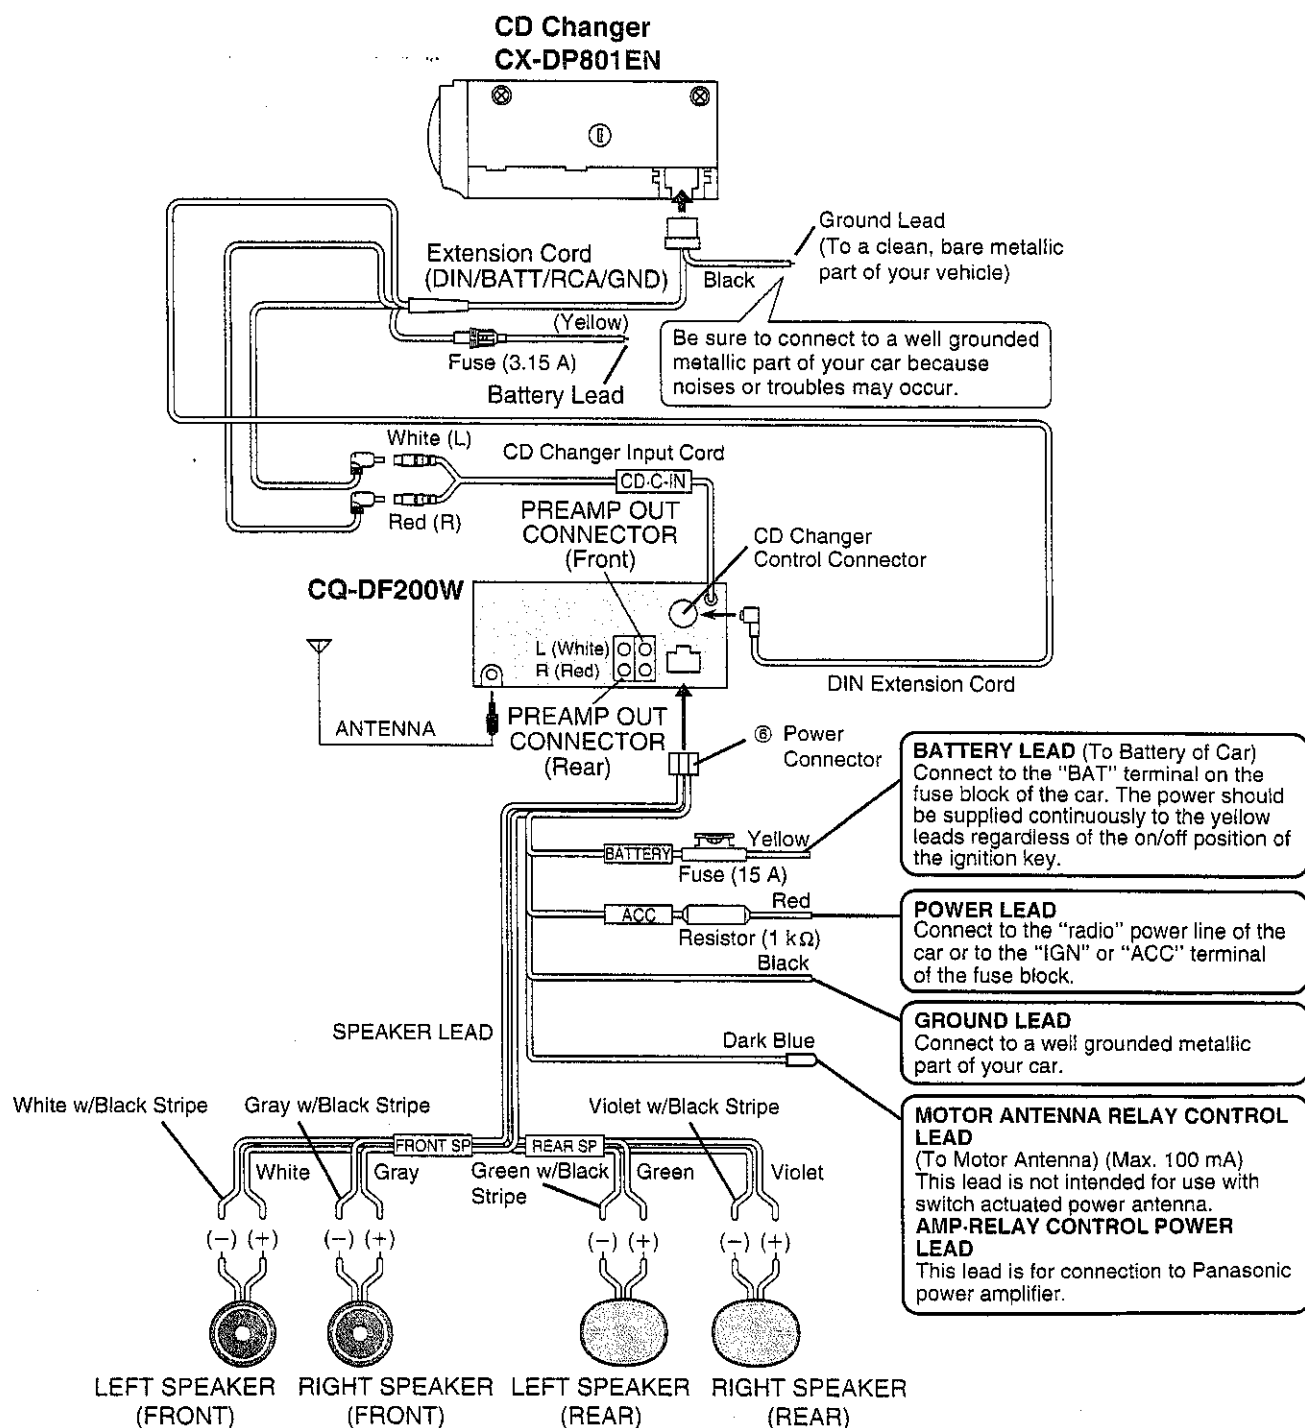 CD Changer
CX-DP801EN
Ground Lead
(To a clean, bare metallic
part of your vehicle)
Extension Cord
(DIN/BATT/RCA/GND)
Black
(Yellow)
Fuse (3.15 A)
Battery Lead
Be sure to connect to a well grounded
metallic part of your car because
noises or troubles may occur.
White (L)
CD Changer Input Cord
CD·C-IN
Red (R)
PREAMP OUT
CONNECTOR
(Front)
CD Changer
Control Connector
CQ-DF200W
L (White)
R (Red)
DIN Extension Cord
ANTENNA
PREAMP OUT
CONNECTOR
(Rear)
⑥ Power
Connector
BATTERY LEAD (To Battery of Car)
Connect to the "BAT" terminal on the
fuse block of the car. The power should
be supplied continuously to the yellow
leads regardless of the on/off position of
the ignition key.
BATTERY
Yellow
Fuse (15 A)
ACC
Red
Resistor (1 kΩ)
POWER LEAD
Connect to the "radio" power line of the
car or to the "IGN" or "ACC" terminal
of the fuse block.
Black
GROUND LEAD
Connect to a well grounded metallic
part of your car.
SPEAKER LEAD
Dark Blue
MOTOR ANTENNA RELAY CONTROL
LEAD
(To Motor Antenna) (Max. 100 mA)
This lead is not intended for use with
switch actuated power antenna.
AMP·RELAY CONTROL POWER
LEAD
This lead is for connection to Panasonic
power amplifier.
White w/Black Stripe
Gray w/Black Stripe
Violet w/Black Stripe
FRONT SP
REAR SP
White
Gray
Green w/Black
Stripe
Green
Violet
(−) (+)
(−) (+)
(−) (+)
(−) (+)
LEFT SPEAKER
(FRONT)
RIGHT SPEAKER
(FRONT)
LEFT SPEAKER
(REAR)
RIGHT SPEAKER
(REAR)